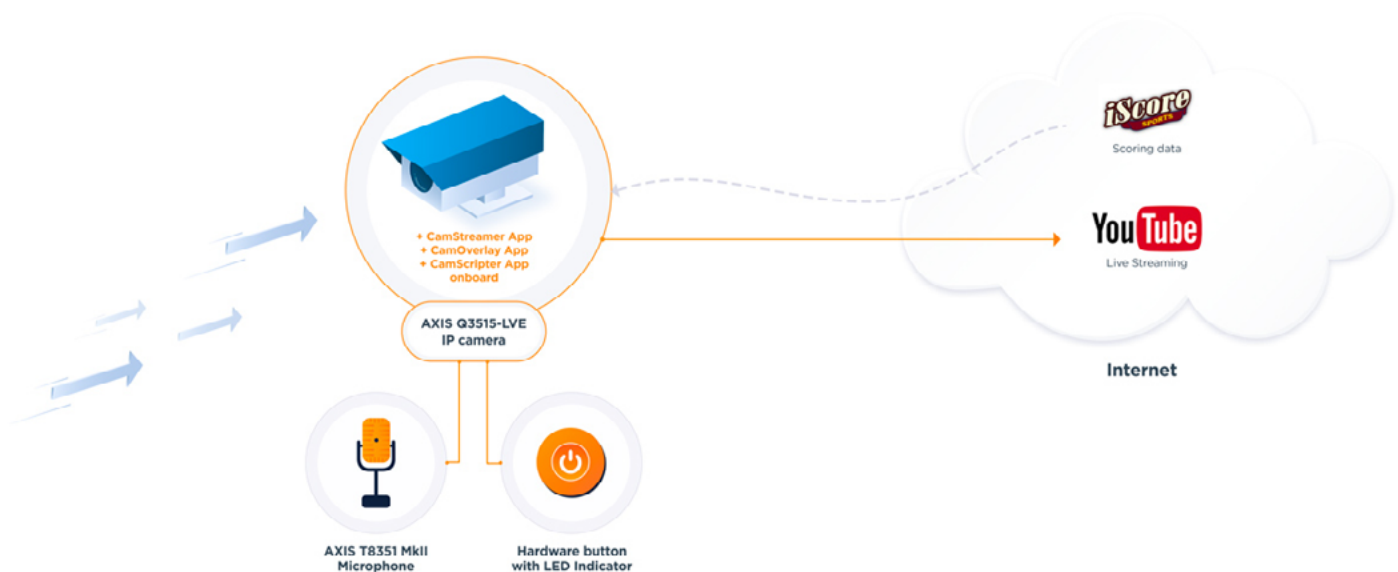 iScore
SPORTS
Scoring data
YouTube
Live Streaming
Internet
+ CamStreamer App
+ CamOverlay App
+ CamScripter App
onboard
AXIS Q3515-LVE
IP camera
AXIS T8351 MkII
Microphone
Hardware button
with LED Indicator